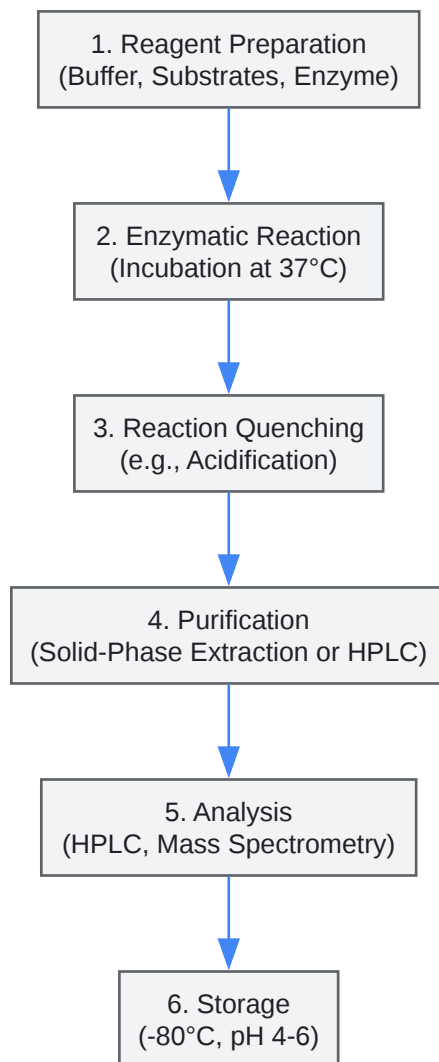 1. Reagent Preparation
(Buffer, Substrates, Enzyme)
2. Enzymatic Reaction
(Incubation at 37°C)
3. Reaction Quenching
(e.g., Acidification)
4. Purification
(Solid-Phase Extraction or HPLC)
5. Analysis
(HPLC, Mass Spectrometry)
6. Storage
(-80°C, pH 4-6)